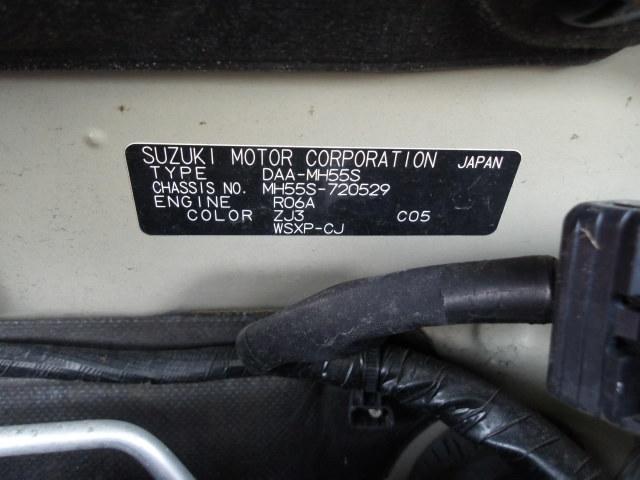 SUZUKI MOTOR CORPORATION JAPAN
TYPE DAA-MH55S
CHASSIS NO. MH55S-720529
ENGINE R06A
COLOR ZJ3 C05
WSXP-CJ